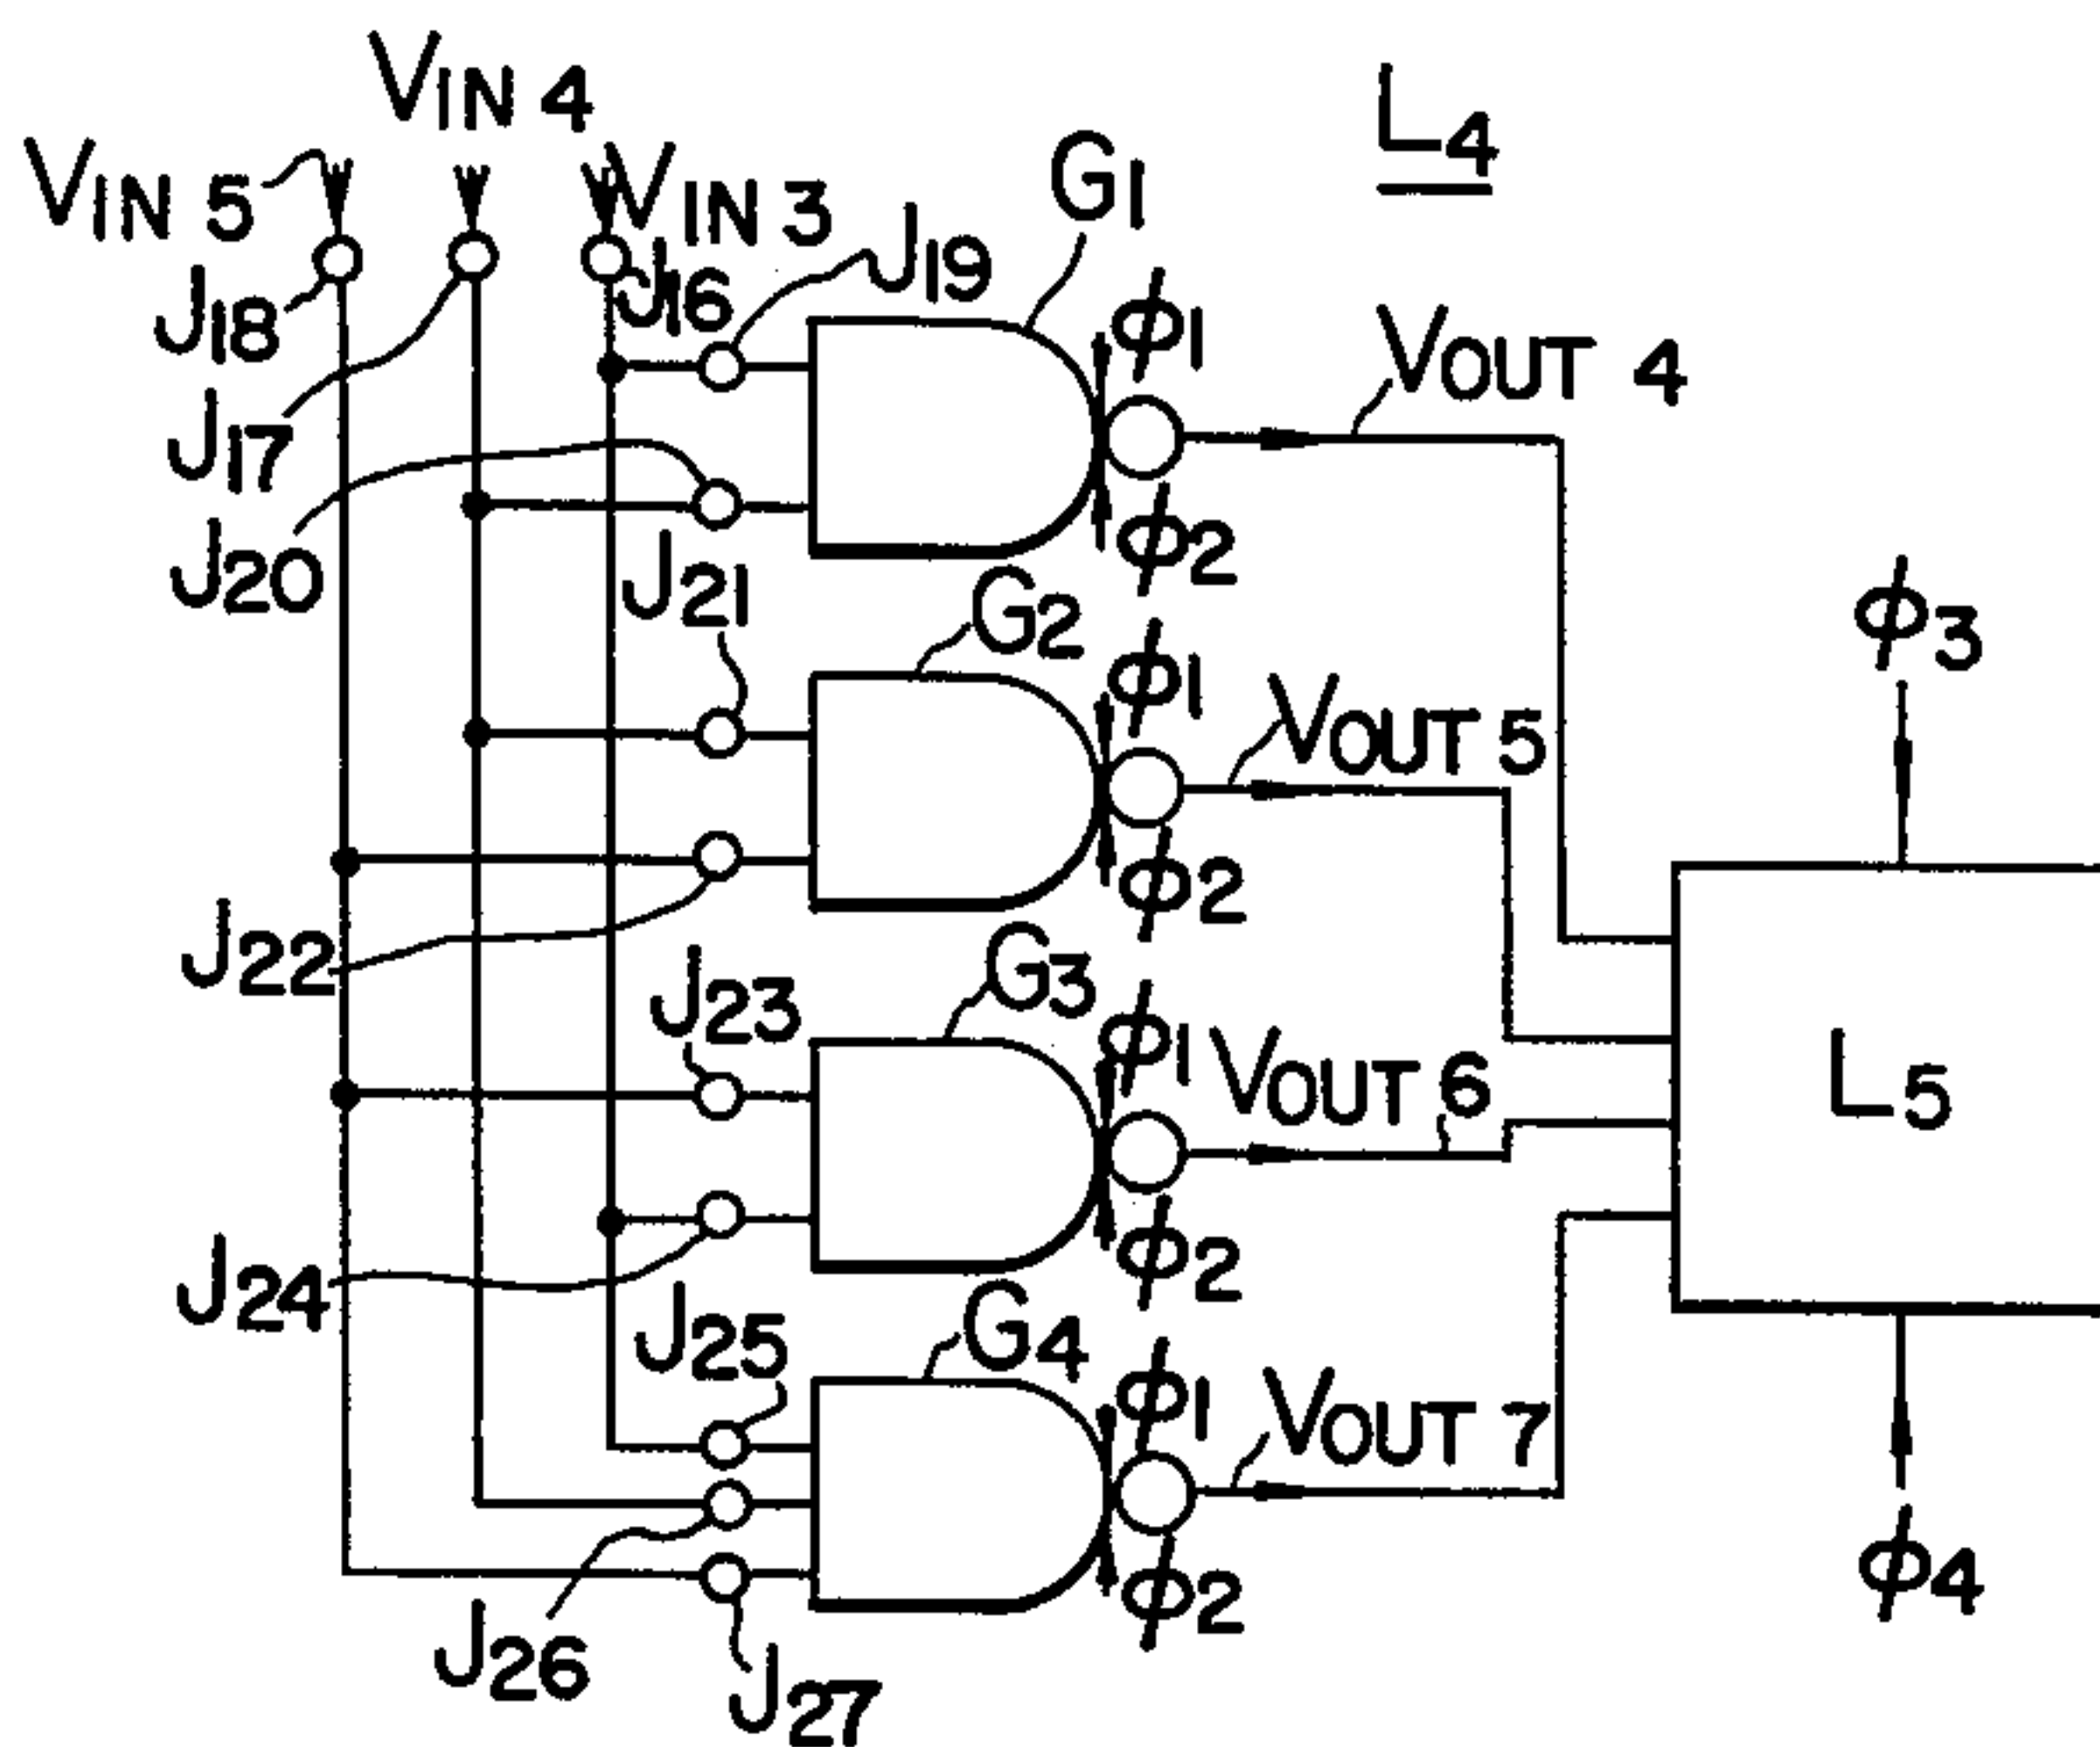 VIN 4
L4
VIN 5
VIN 3
G1
J19
J16
J18
φ1
VOUT 4
J17
φ2
J20
J21
G2
φ1
φ3
VOUT 5
φ2
J22
G3
J23
φ1
VOUT 6
L5
φ2
J24
G4
J25
φ1
VOUT 7
φ2
φ4
J26
J27